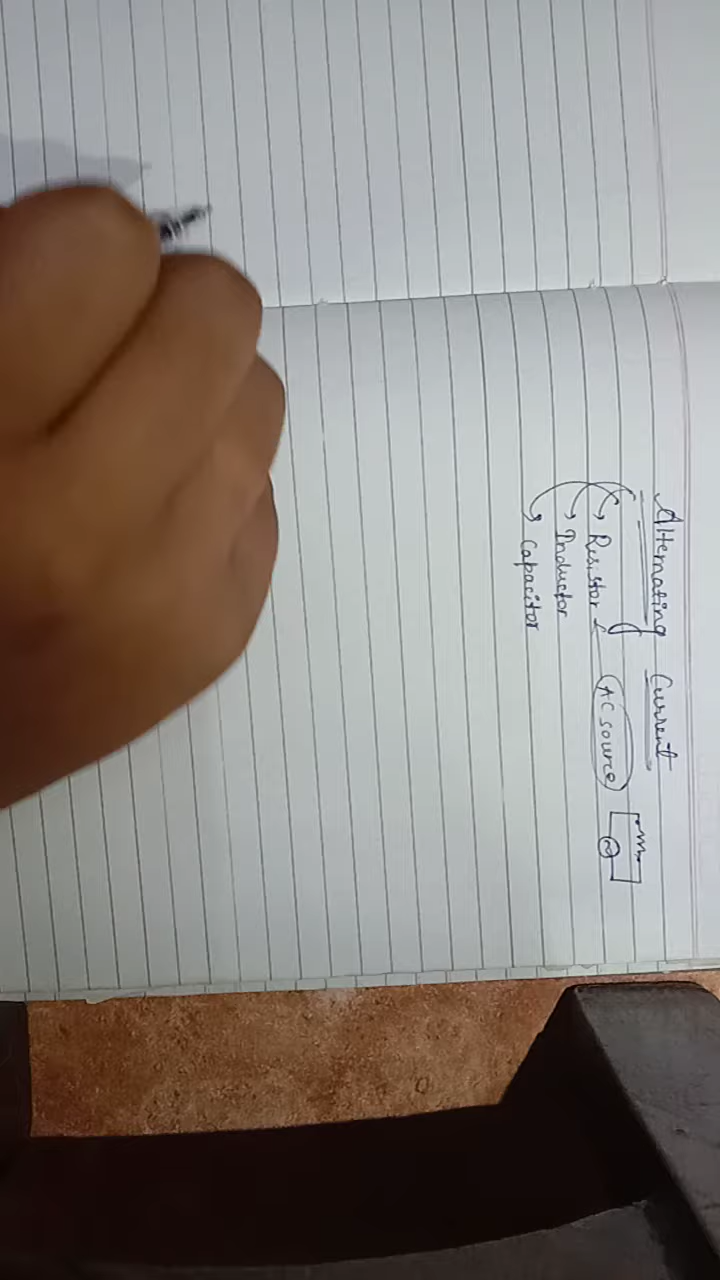 Alternating Current
Resistor & AC source
Inductor
Capacitor